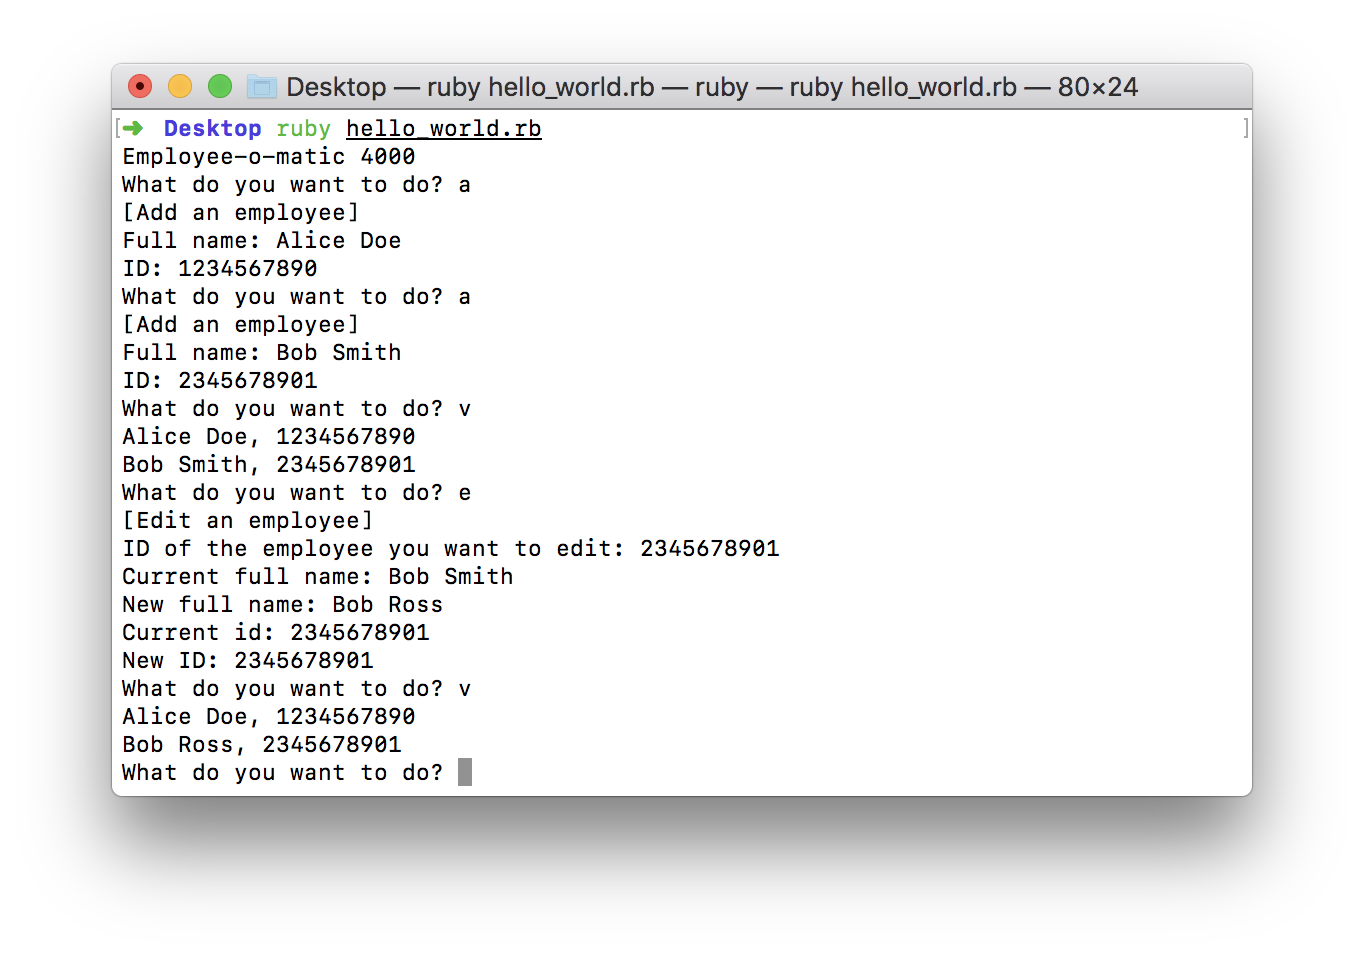 Desktop — ruby hello_world.rb — ruby — ruby hello_world.rb — 80×24
[➜  Desktop ruby hello_world.rb ]
Employee-o-matic 4000
What do you want to do? a
[Add an employee]
Full name: Alice Doe
ID: 1234567890
What do you want to do? a
[Add an employee]
Full name: Bob Smith
ID: 2345678901
What do you want to do? v
Alice Doe, 1234567890
Bob Smith, 2345678901
What do you want to do? e
[Edit an employee]
ID of the employee you want to edit: 2345678901
Current full name: Bob Smith
New full name: Bob Ross
Current id: 2345678901
New ID: 2345678901
What do you want to do? v
Alice Doe, 1234567890
Bob Ross, 2345678901
What do you want to do?